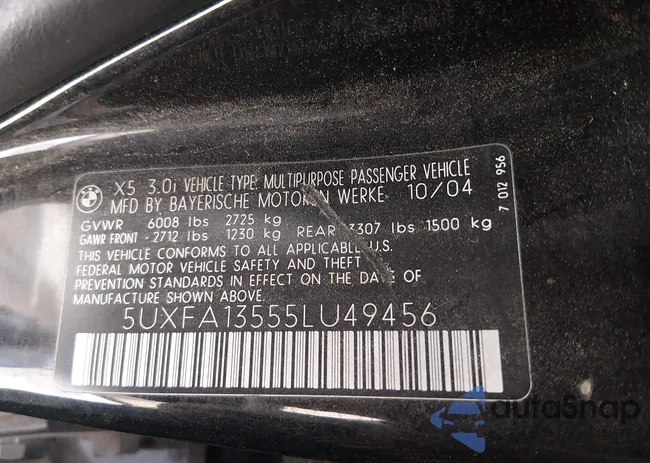 X5 3.0i VEHICLE TYPE: MULTIPURPOSE PASSENGER VEHICLE
MFD BY BAYERISCHE MOTOREN WERKE 10/04
GVWR 6008 lbs 2725 kg
GAWR FRONT -2712 lbs 1230 kg REAR -3307 lbs 1500 kg
THIS VEHICLE CONFORMS TO ALL APPLICABLE U.S.
FEDERAL MOTOR VEHICLE SAFETY AND THEFT
PREVENTION STANDARDS IN EFFECT ON THE DATE OF
MANUFACTURE SHOWN ABOVE.
5UXFA13555LU49456
7 012 956
autoSnap